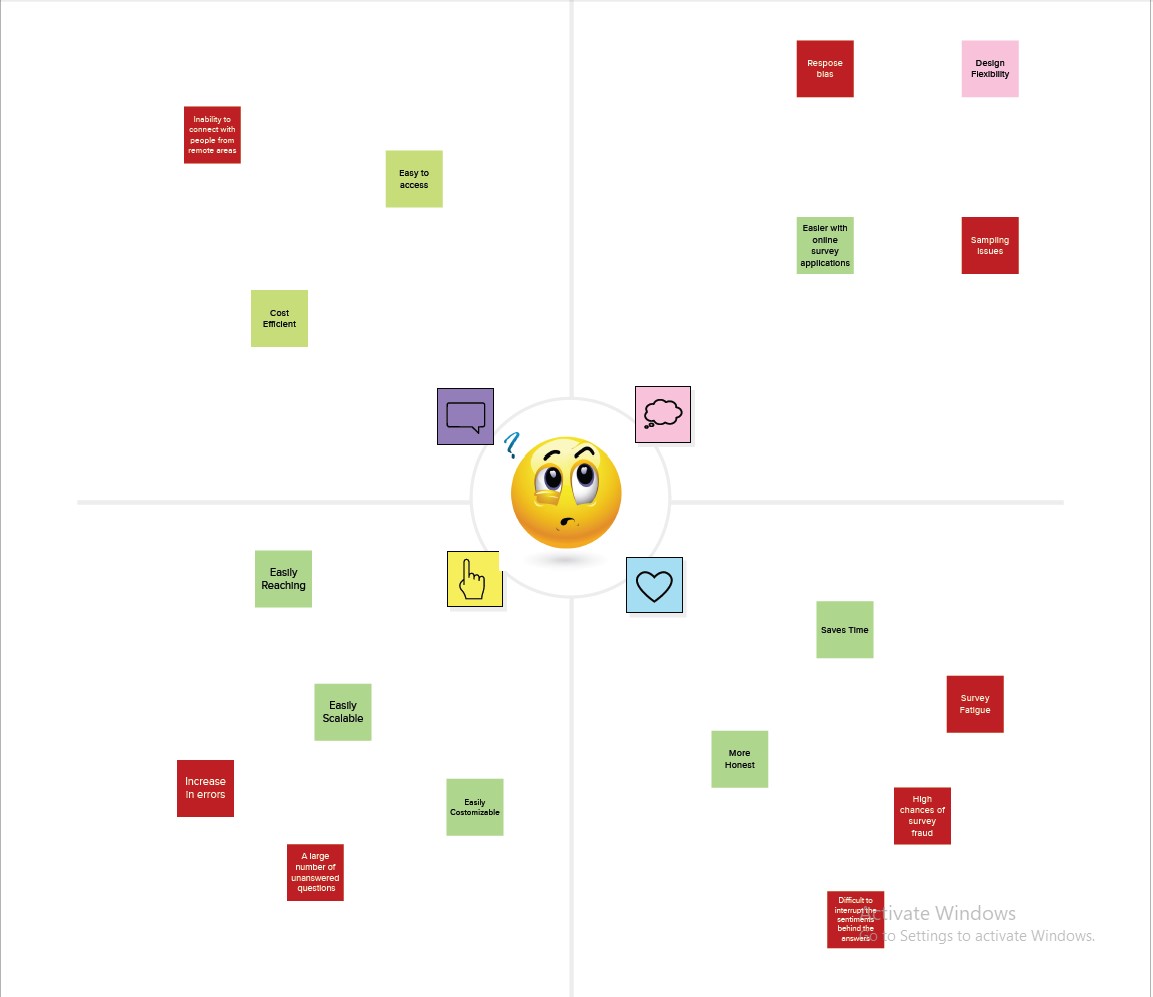 Inability to
connect with
people from
remote areas
Easy to
access
Cost
Efficient
Respose
bias
Design
Flexibility
Easier with
online
survey
applications
Sampling
issues
?
Easily
Reaching
Easily
Scalable
Increase
in errors
Easily
Costomizable
A large
number of
unanswered
questions
Saves Time
Survey
Fatigue
More
Honest
High
chances of
survey
fraud
Difficult to
interrupt the
sentiments
behind the
answers
Activate Windows
Go to Settings to activate Windows.